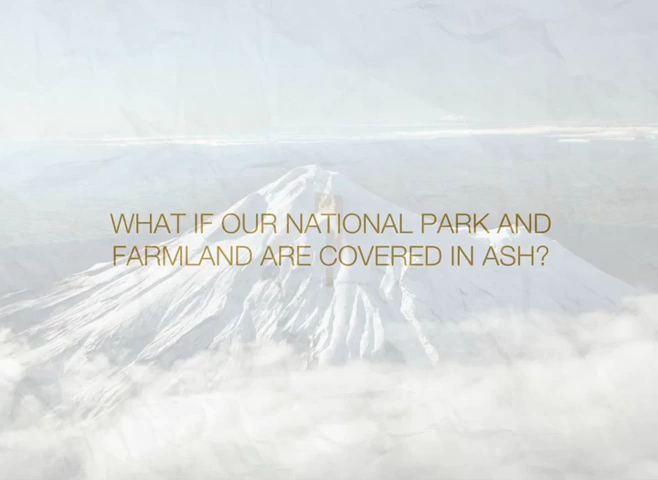 WHAT IF OUR NATIONAL PARK AND
FARMLAND ARE COVERED IN ASH?